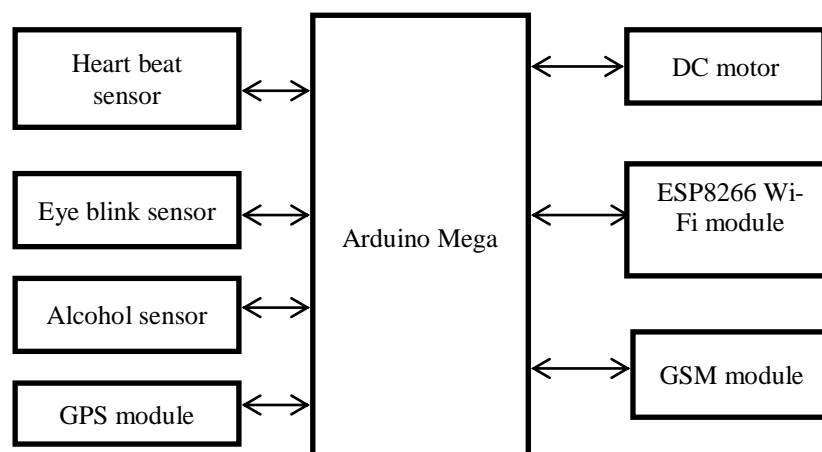 Heart beat
sensor
Eye blink sensor
Alcohol sensor
GPS module
Arduino Mega
DC motor
ESP8266 Wi-
Fi module
GSM module